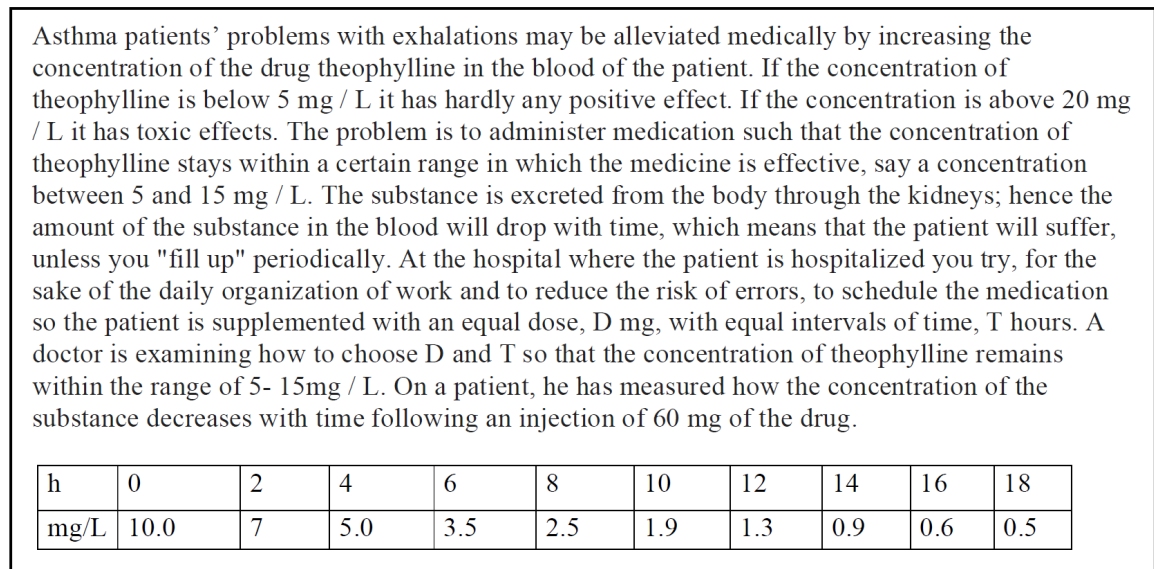 Asthma patients’ problems with exhalations may be alleviated medically by increasing the
concentration of the drug theophylline in the blood of the patient. If the concentration of
theophylline is below 5 mg / L it has hardly any positive effect. If the concentration is above 20 mg
/ L it has toxic effects. The problem is to administer medication such that the concentration of
theophylline stays within a certain range in which the medicine is effective, say a concentration
between 5 and 15 mg / L. The substance is excreted from the body through the kidneys; hence the
amount of the substance in the blood will drop with time, which means that the patient will suffer,
unless you "fill up" periodically. At the hospital where the patient is hospitalized you try, for the
sake of the daily organization of work and to reduce the risk of errors, to schedule the medication
so the patient is supplemented with an equal dose, D mg, with equal intervals of time, T hours. A
doctor is examining how to choose D and T so that the concentration of theophylline remains
within the range of 5- 15mg / L. On a patient, he has measured how the concentration of the
substance decreases with time following an injection of 60 mg of the drug.
h 0 2 4 6 8 10 12 14 16 18
mg/L 10.0 7 5.0 3.5 2.5 1.9 1.3 0.9 0.6 0.5